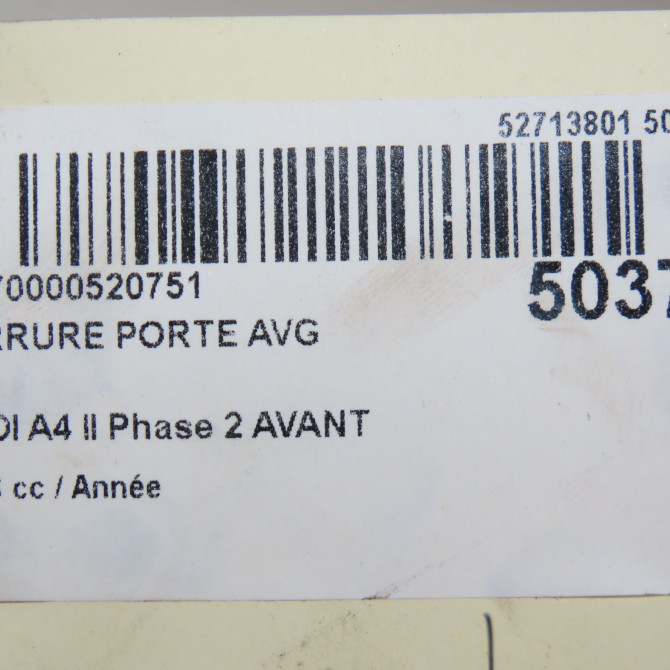 52713801 50
70000520751
5037
RRURE PORTE AVG
DI A4 II Phase 2 AVANT
cc / Année